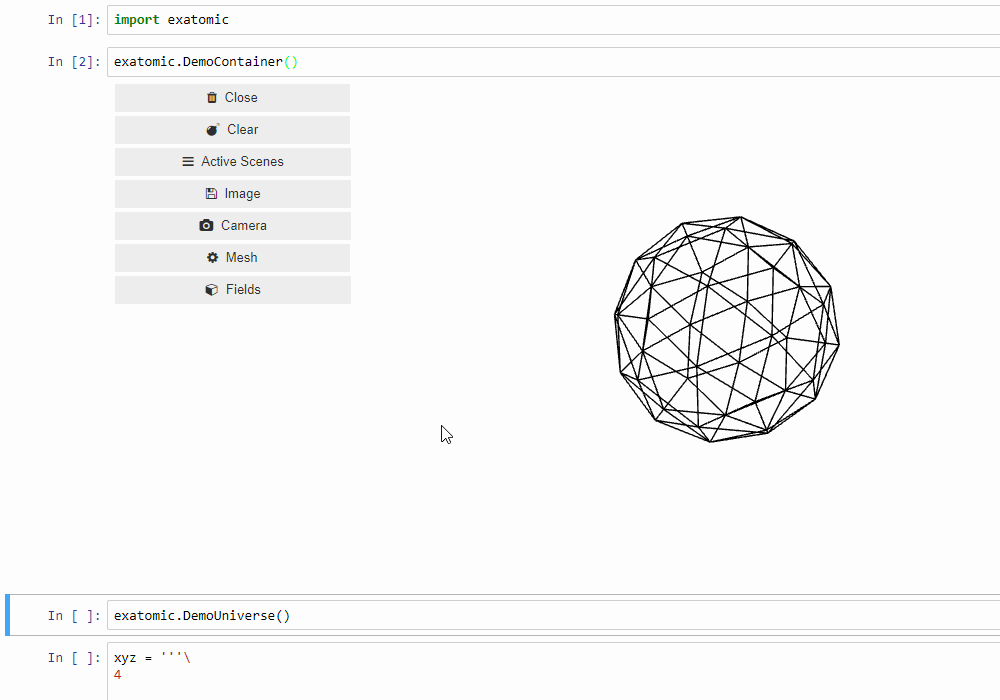 In [1]: import exatomic
In [2]: exatomic.DemoContainer()
Close
Clear
Active Scenes
Image
Camera
Mesh
Fields
In [ ]: exatomic.DemoUniverse()
In [ ]: xyz = '''\
4